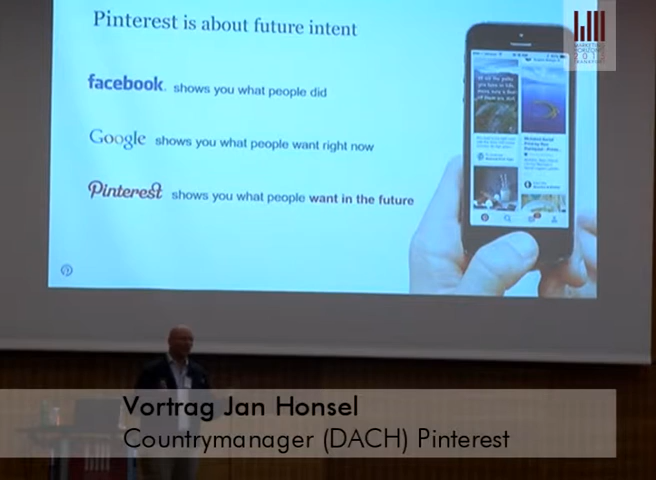 Pinterest is about future intent
facebook. shows you what people did
Google shows you what people want right now
Pinterest shows you what people want in the future
Vortrag Jan Honsel
Countrymanager (DACH) Pinterest